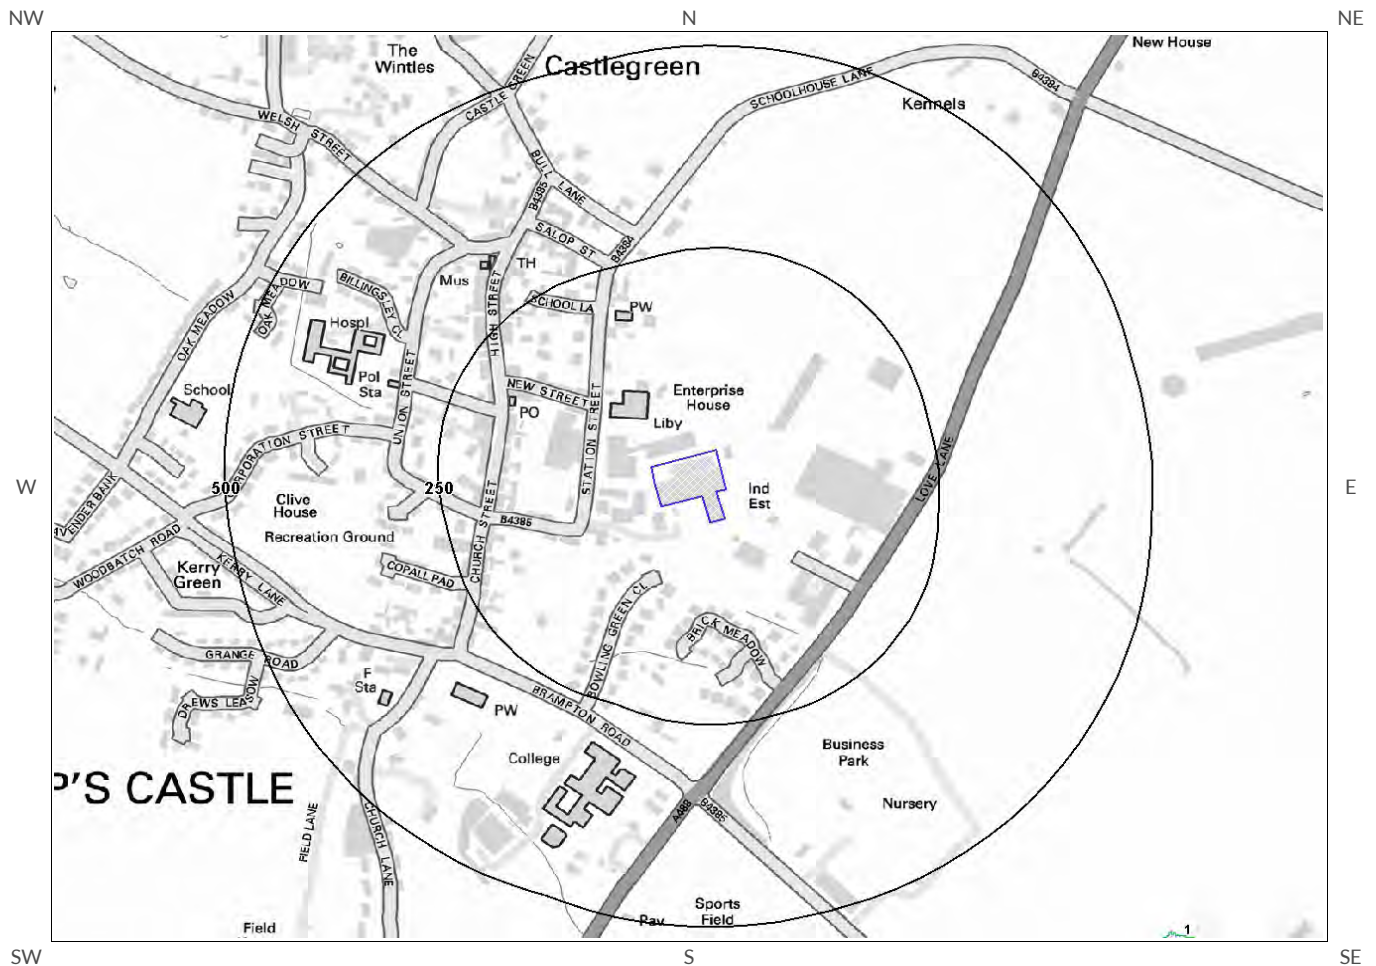 NW
N
NE
New House
The
Wintles
Castlegreen
CASTLE GREEN
SCHOOLHOUSE LANE
B4384
Kennels
WELSH STREET
BULL LANE
B4385
SALOP ST
B4384
TH
Mus
OAK MEADOW
OAK MEADOW
BILLINGSLEY CL
HIGH STREET
SCHOOL LA
PW
Hospl
Pol
Sta
UNION STREET
NEW STREET
PO
STATION STREET
Enterprise
House
Liby
School
CORPORATION STREET
W
500
250
Ind
Est
LOVE LANE
E
Clive
House
Recreation Ground
CHURCH STREET
B4385
VENDER BANK
WOODBATCH ROAD
Kerry
Green
KERRY LANE
COPALL PAD
BOWLING GREEN CL
BRICK MEADOW
GRANGE ROAD
DREWS LEASOW
F
Sta
PW
BRAMPTON ROAD
College
Business
Park
Nursery
P'S CASTLE
FIELD LANE
CHURCH LANE
A488
B4385
Sports
Field
Pav
Field
1
SW
S
SE